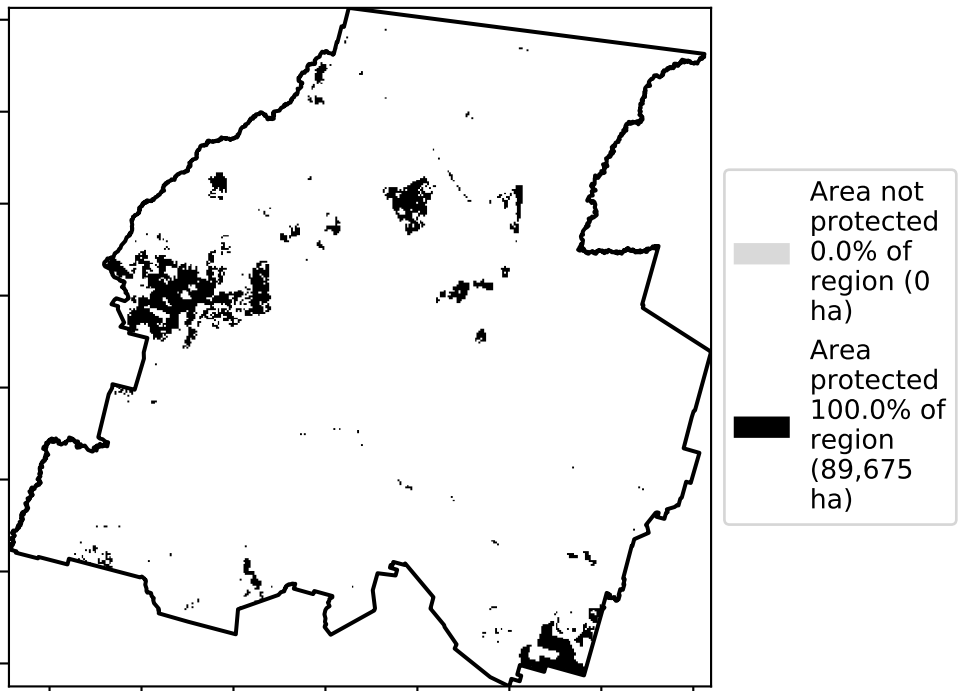 Area not
protected
0.0% of
region (0
ha)
Area
protected
100.0% of
region
(89,675
ha)